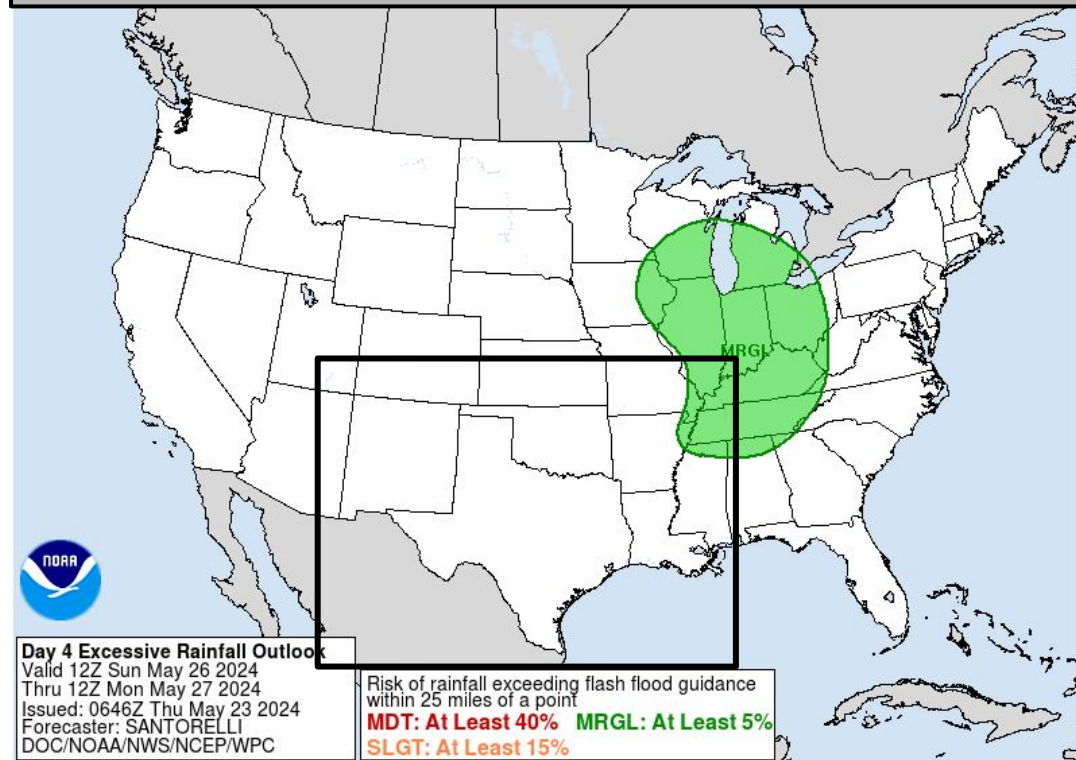 MRGL
NOAA
Day 4 Excessive Rainfall Outlook
Valid 12Z Sun May 26 2024
Thru 12Z Mon May 27 2024
Issued: 0646Z Thu May 23 2024
Forecaster: SANTORELLI
DOC/NOAA/NWS/NCEP/WPC
Risk of rainfall exceeding flash flood guidance
within 25 miles of a point
MDT: At Least 40% MRGL: At Least 5%
SLGT: At Least 15%